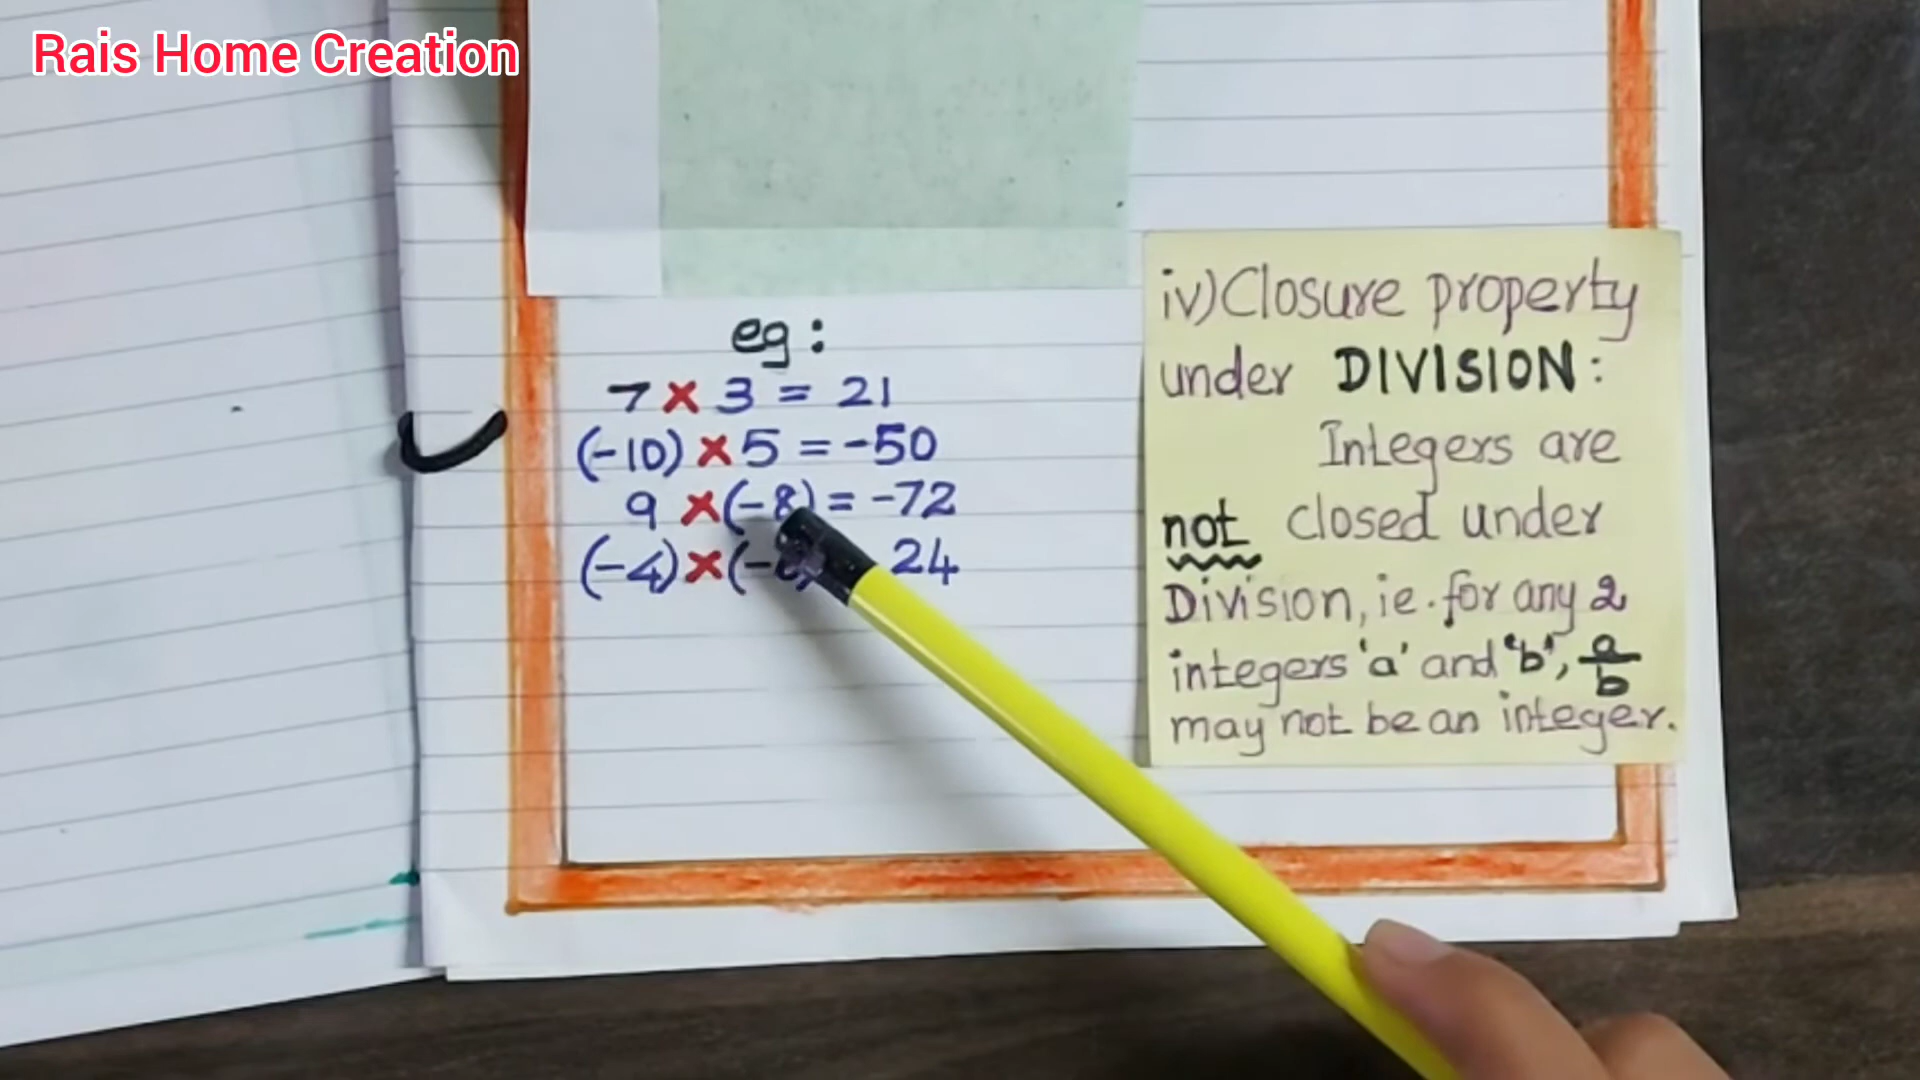 Rais Home Creation
eg:
7 × 3 = 21
(-10) × 5 = -50
9 × (-8) = -72
(-4) × (- 24
iv) Closure property
under DIVISION:
Integers are
not closed under
Division, ie. for any 2
integers 'a' and 'b', a/b
may not be an integer.